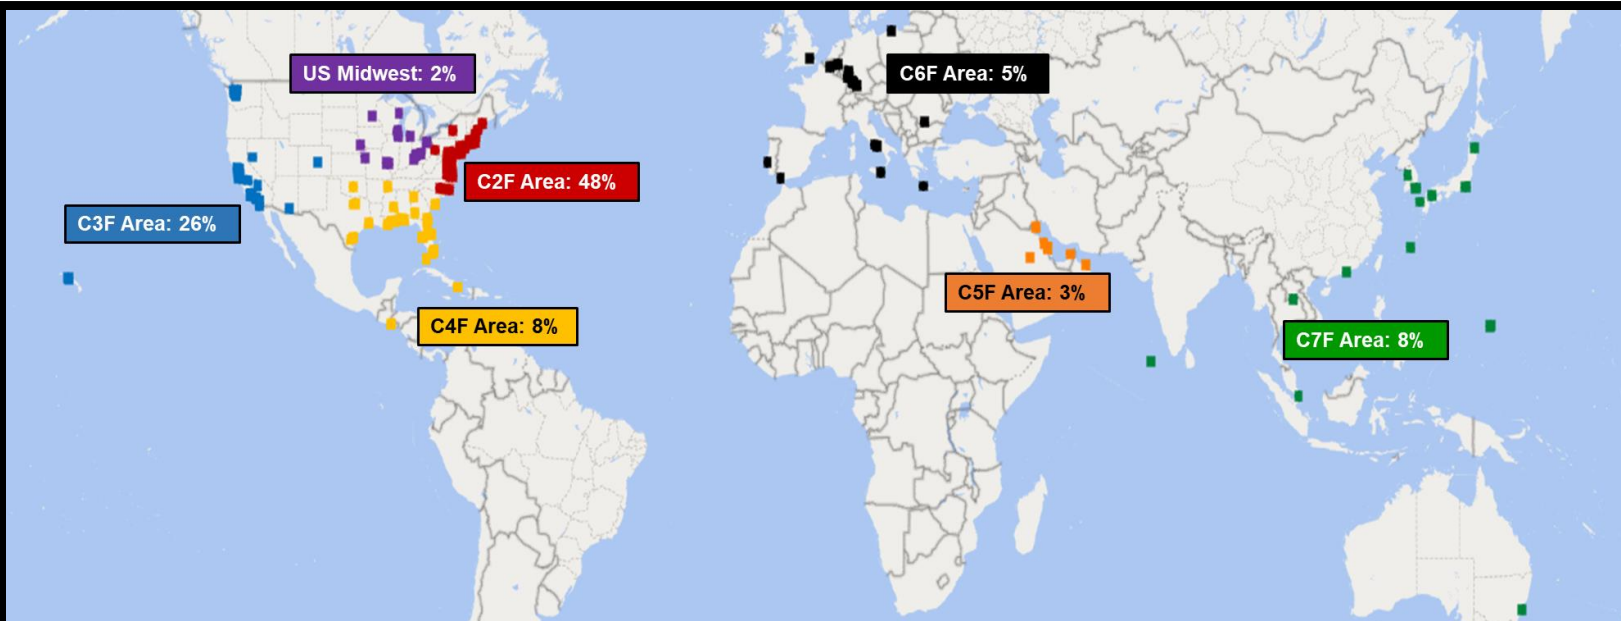 US Midwest: 2%
C6F Area: 5%
C2F Area: 48%
C3F Area: 26%
C5F Area: 3%
C4F Area: 8%
C7F Area: 8%